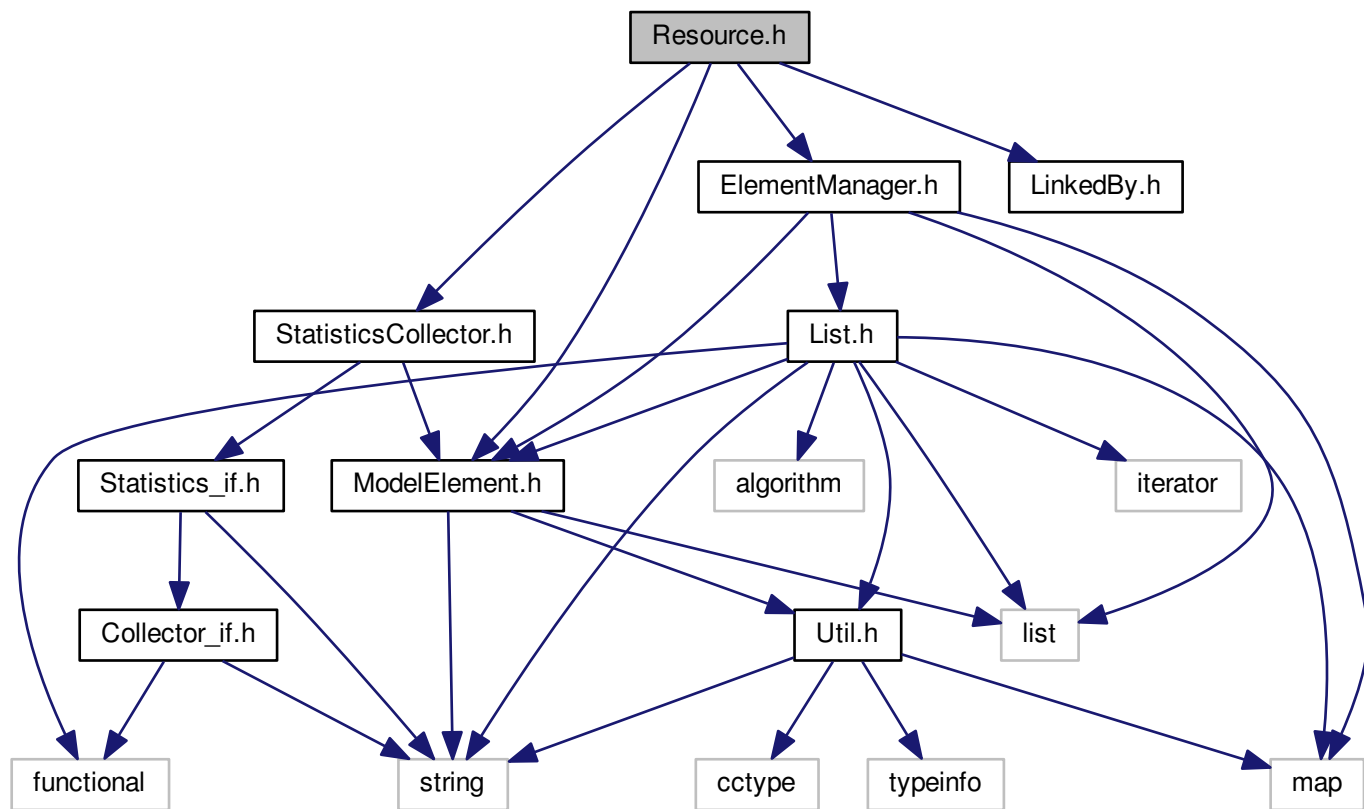 Resource.h
ElementManager.h
LinkedBy.h
StatisticsCollector.h
List.h
Statistics_if.h
ModelElement.h
algorithm
iterator
Collector_if.h
Util.h
list
functional
string
cctype
typeinfo
map